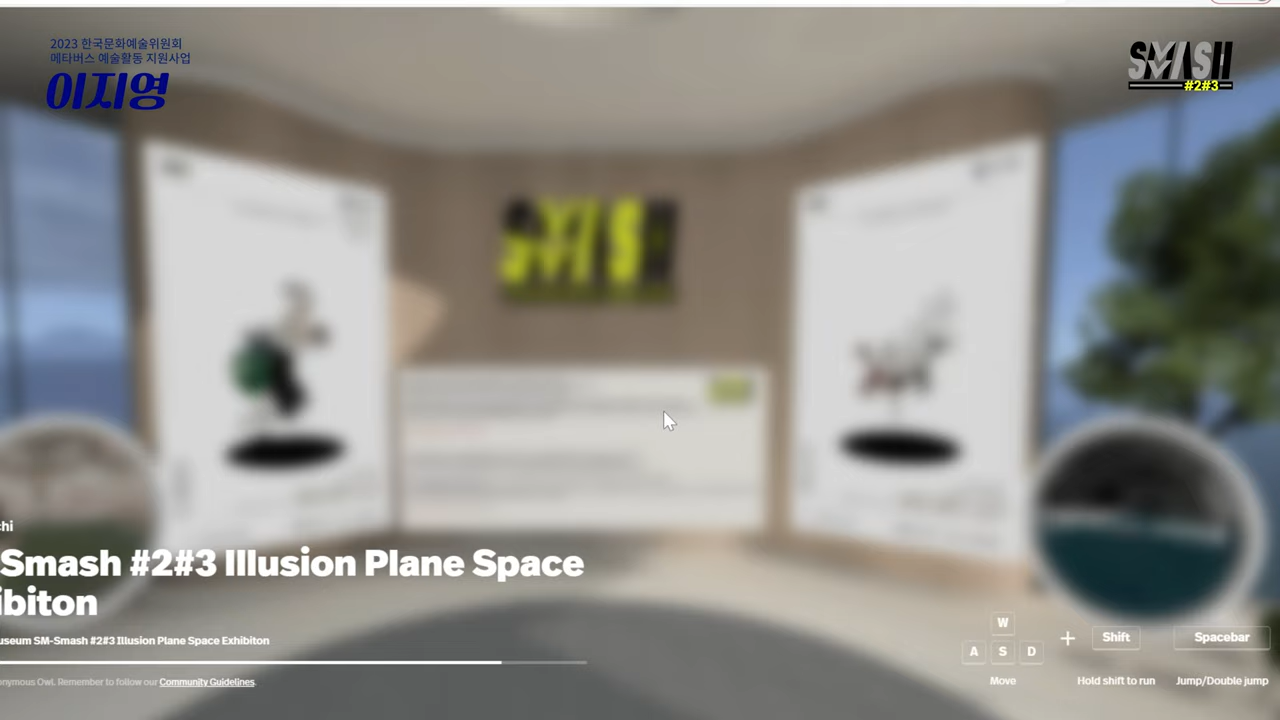 2023 한국문화예술위원회
메타버스 예술활동 지원사업
이지영
SMASH
#2#3
chi
Smash #2#3 Illusion Plane Space
ibiton
useum SM-Smash #2#3 Illusion Plane Space Exhibiton
onymous Owl. Remember to follow our Community Guidelines.
W
A S D
+
Shift
Spacebar
Move
Hold shift to run
Jump/Double jump